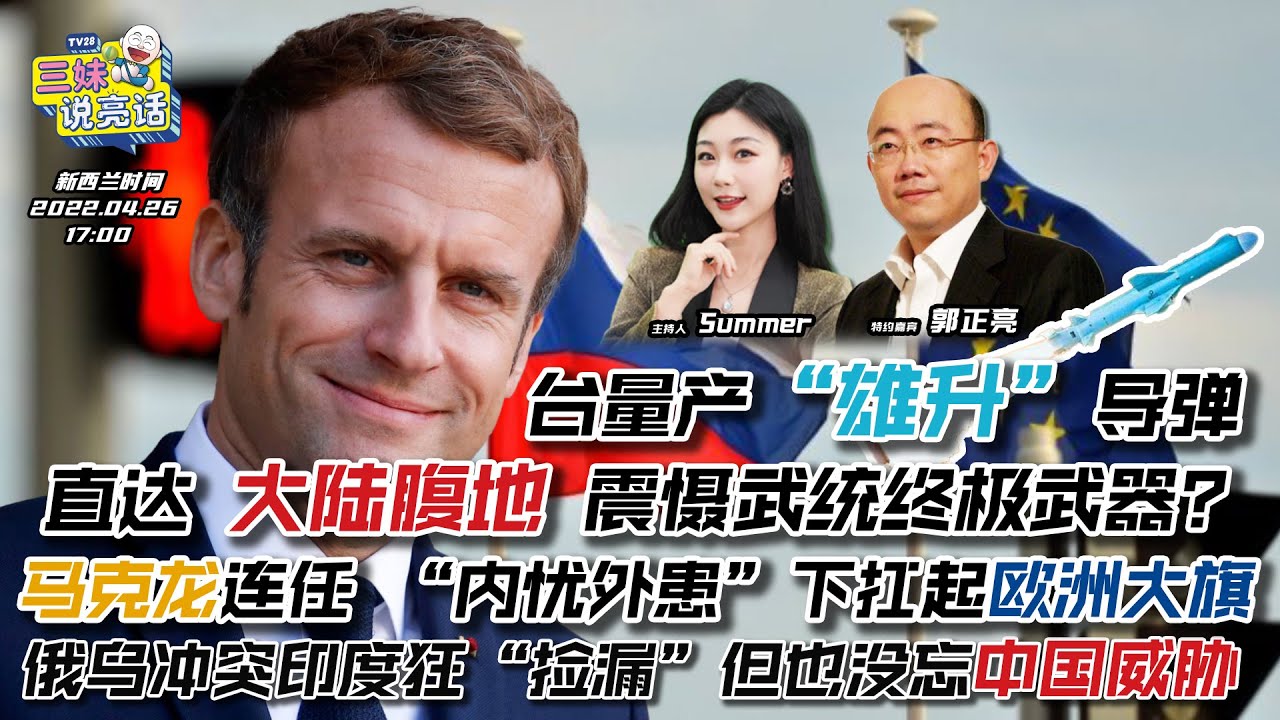 TV28
三妹
说亮话
新西兰时间
2022.04.26
17:00
主持人 Summer
特约嘉宾 郭正亮
台量产“雄升”导弹
直达 大陆腹地 震慑武统终极武器?
马克龙连任 “内忧外患”下扛起欧洲大旗
俄乌冲突印度狂“捡漏”但也没忘中国威胁